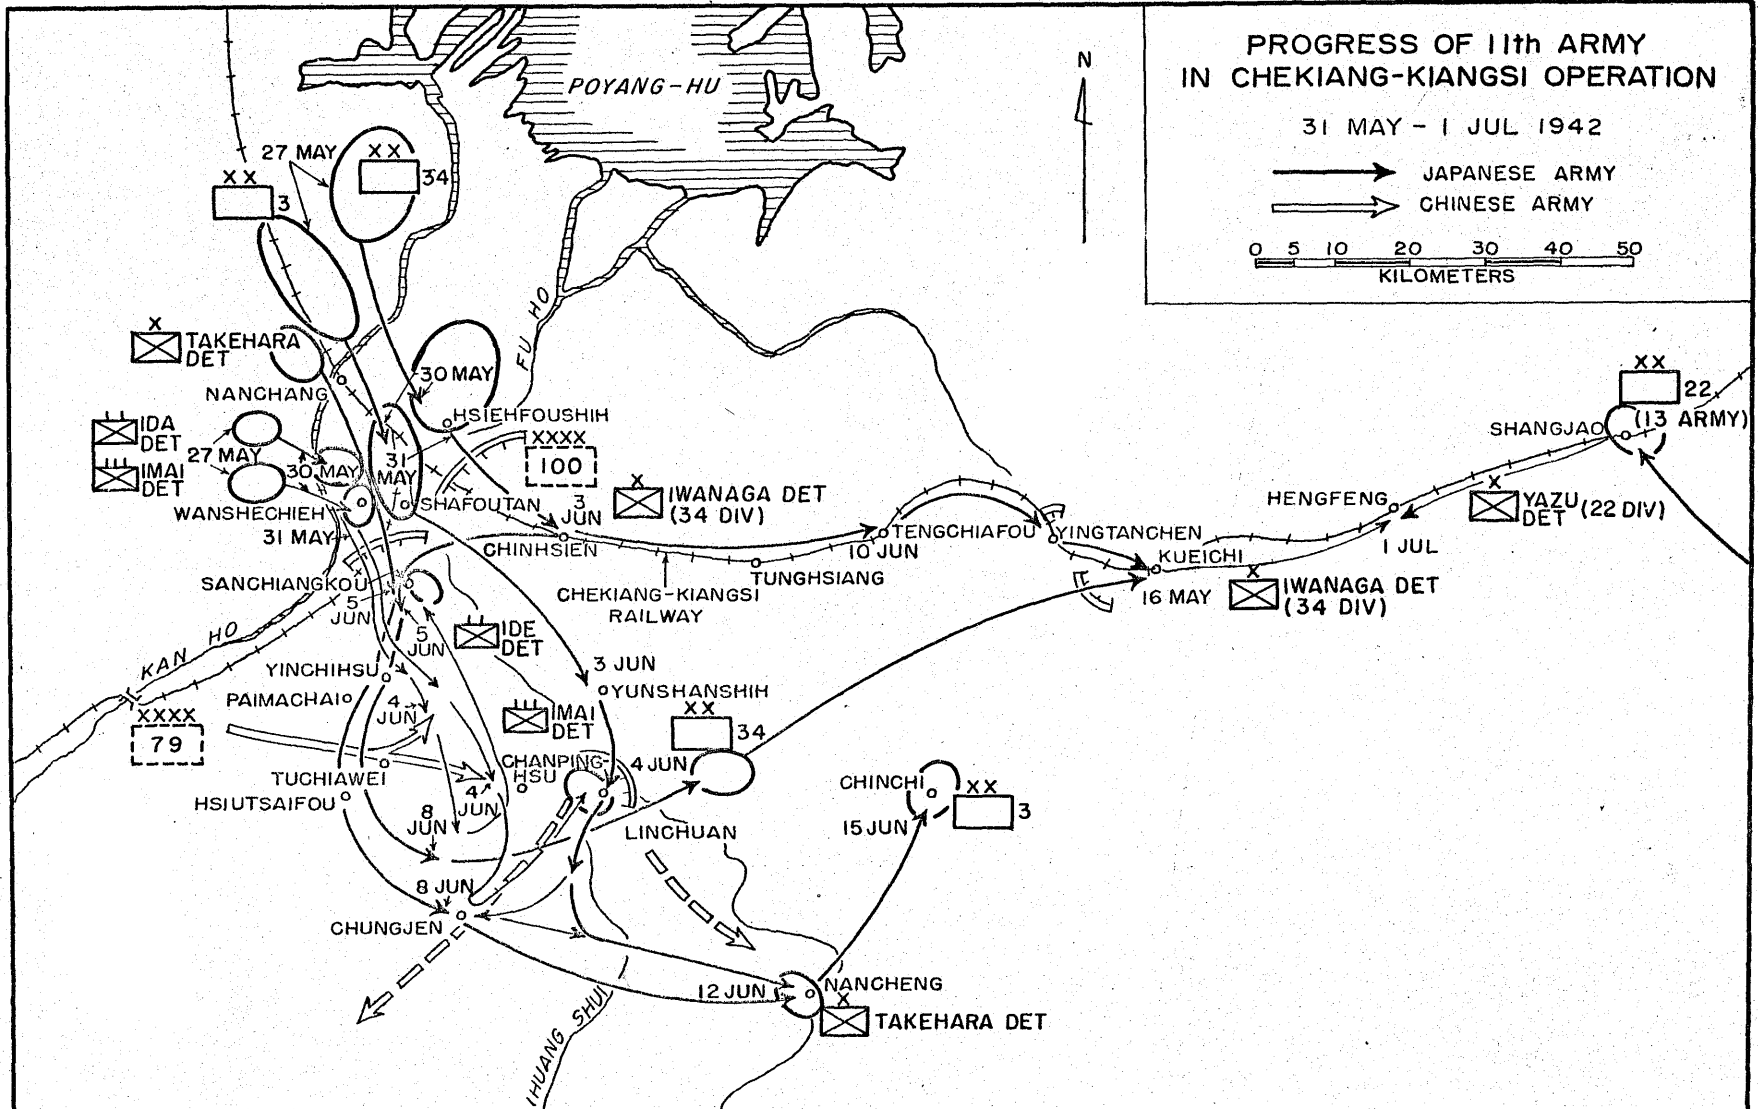 PROGRESS OF 11th ARMY
IN CHEKIANG-KIANGSI OPERATION
31 MAY – 1 JUL 1942
JAPANESE ARMY
CHINESE ARMY
0 5 10 20 30 40 50
KILOMETERS
N
POYANG-HU
27 MAY
XX
34
XX
3
FU HO
X
TAKEHARA
DET
NANCHANG
30 MAY
HSIEHFOUSHIH
IDA
DET
IMAI
DET
27 MAY
30 MAY
31
MAY
XXXX
100
WANSHECHIEH
SHAFOUTAN
31 MAY
3
JUN
CHINHSIEN
X
IWANAGA DET
(34 DIV)
TENGCHIAFOU
10 JUN
TUNGHSIANG
CHEKIANG-KIANGSI
RAILWAY
YINGTANCHEN
KUEICHI
16 MAY
X
IWANAGA DET
(34 DIV)
HENGFENG
1 JUL
X
YAZU
DET (22 DIV)
SHANGJAO
XX
22
(13 ARMY)
SANCHIANGKOU
5
JUN
5
JUN
IDE
DET
KAN HO
YINCHIHSU
PAIMACHAI
4
JUN
XXXX
79
3 JUN
YUNSHANSHIH
IMAI
DET
XX
34
TUCHIAWEI
HSIUTSAIFOU
CHANPING-
HSU
4 JUN
4
JUN
8
JUN
LINCHUAN
CHINCHI
15 JUN
XX
3
8 JUN
CHUNGJEN
12 JUN
NANCHENG
X
TAKEHARA DET
IHUANG SHUI